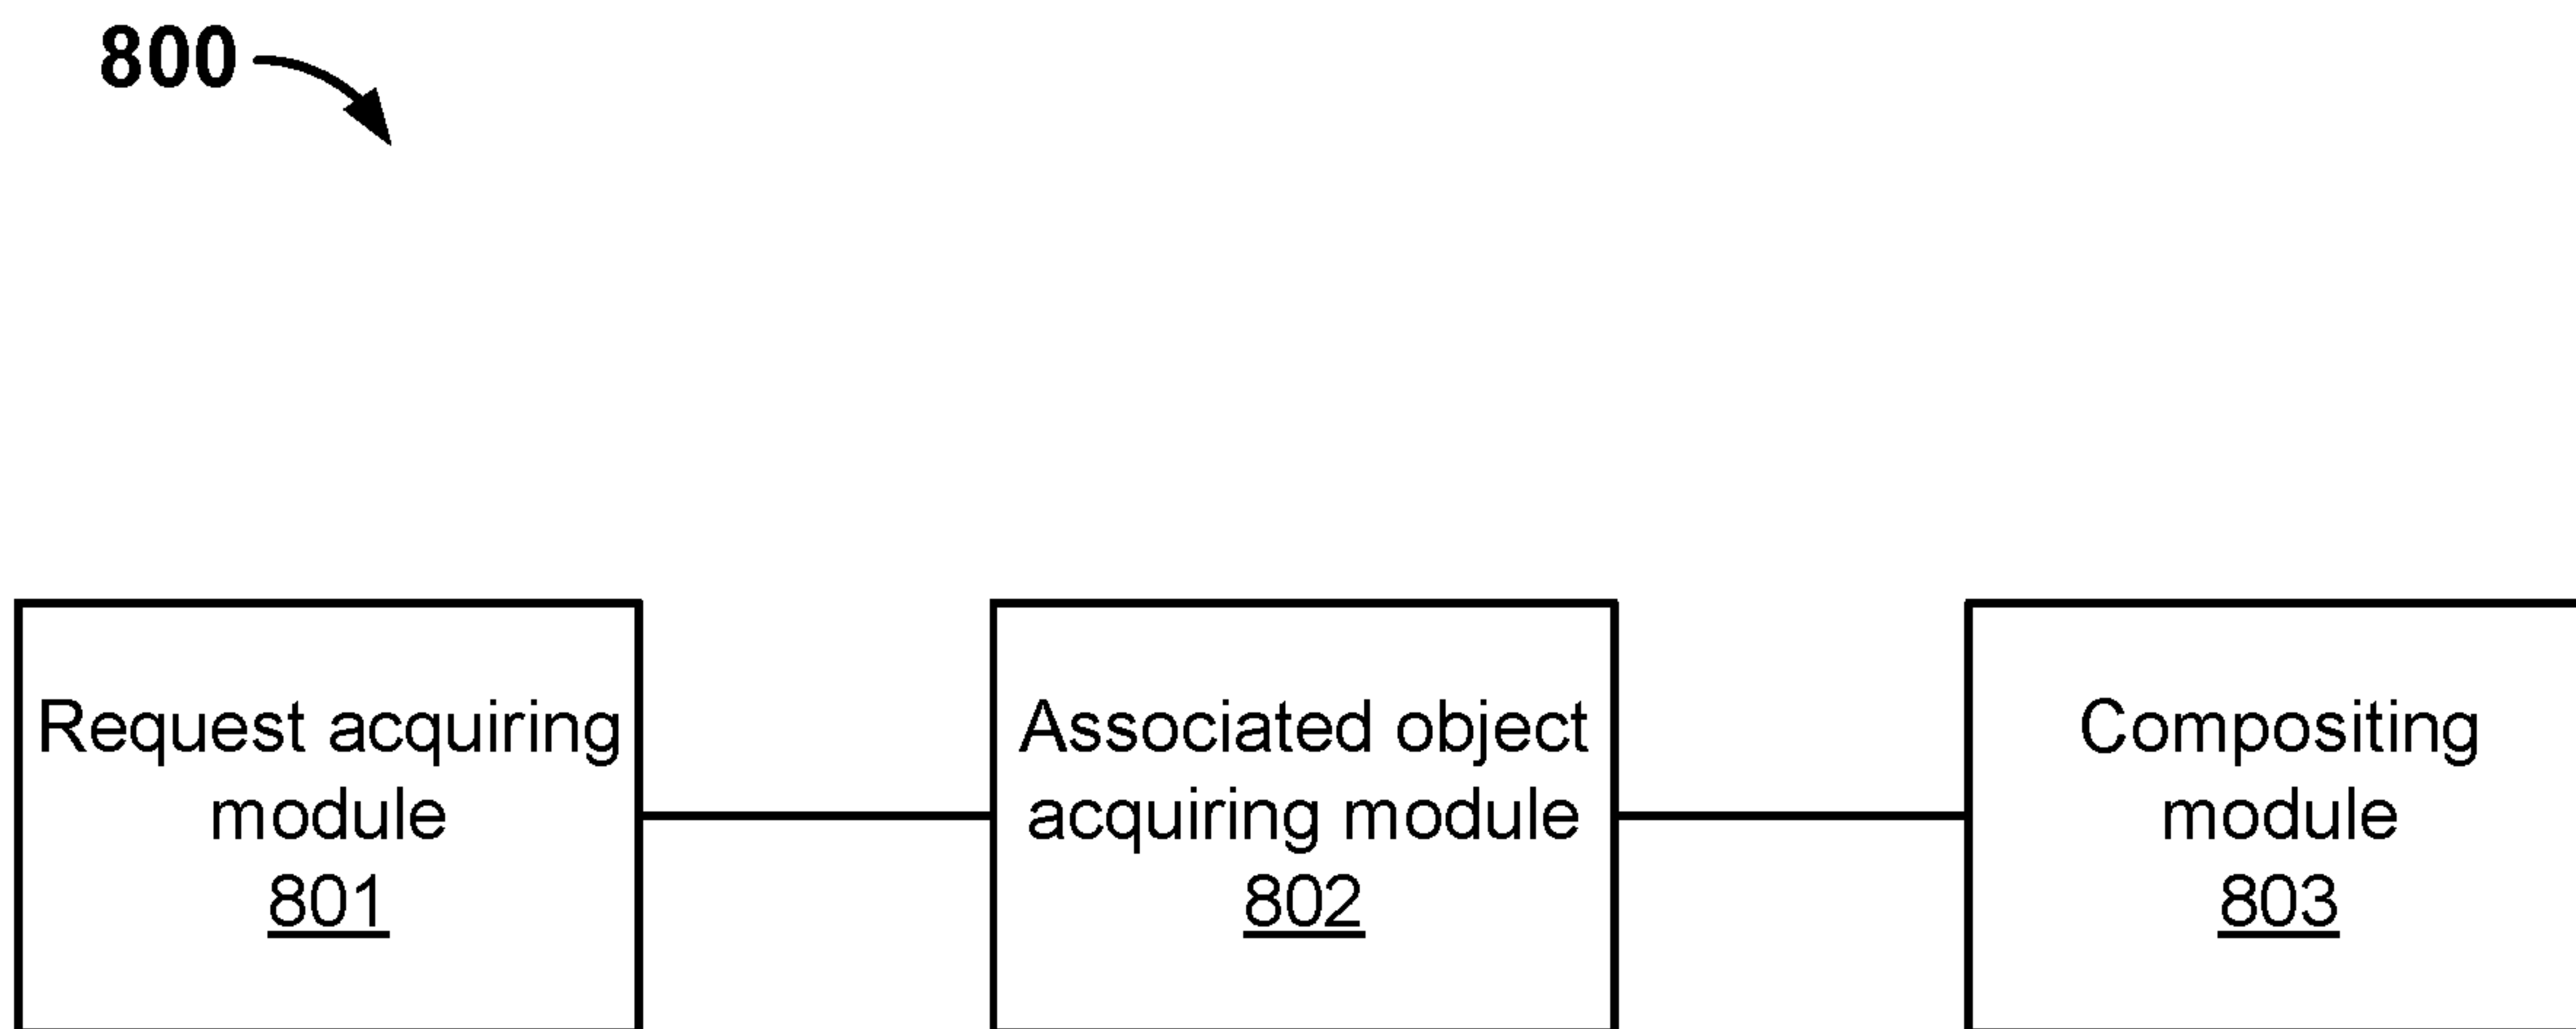 800
Request acquiring
module
801
Associated object
acquiring module
802
Compositing
module
803